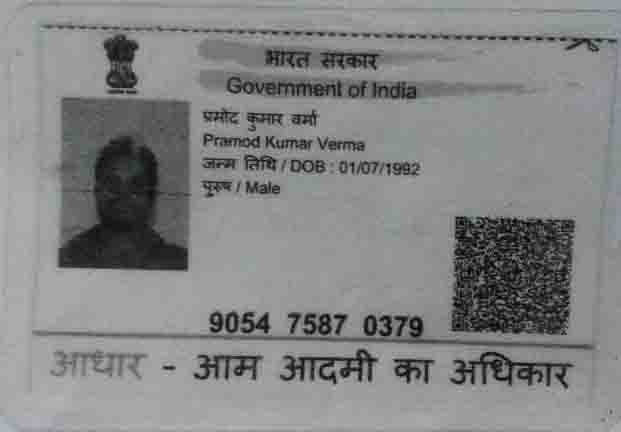 भारत सरकार
Government of India
प्रमोद कुमार वर्मा
Pramod Kumar Verma
जन्म तिथि / DOB : 01/07/1992
पुरुष / Male
9054 7587 0379
आधार - आम आदमी का अधिकार